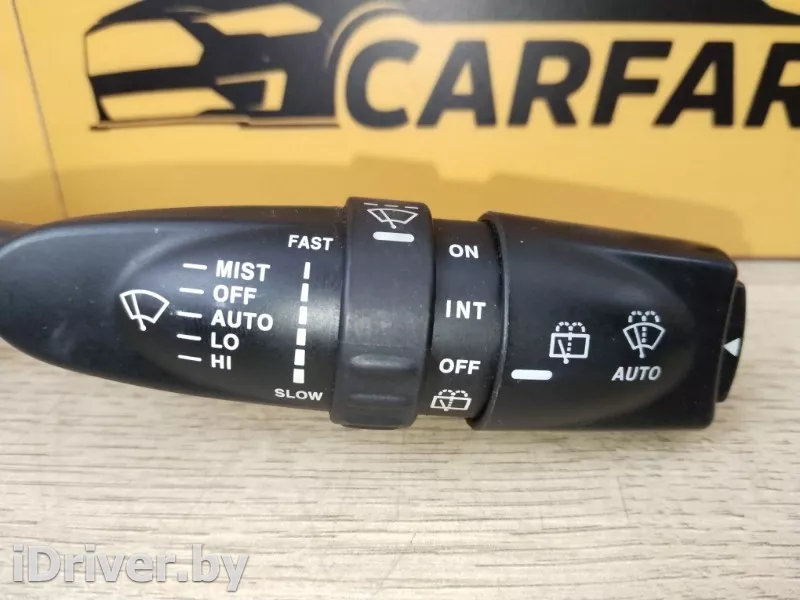 CARFAR
FAST
MIST
OFF
AUTO
LO
HI
SLOW
ON
INT
OFF
AUTO
iDriver.by